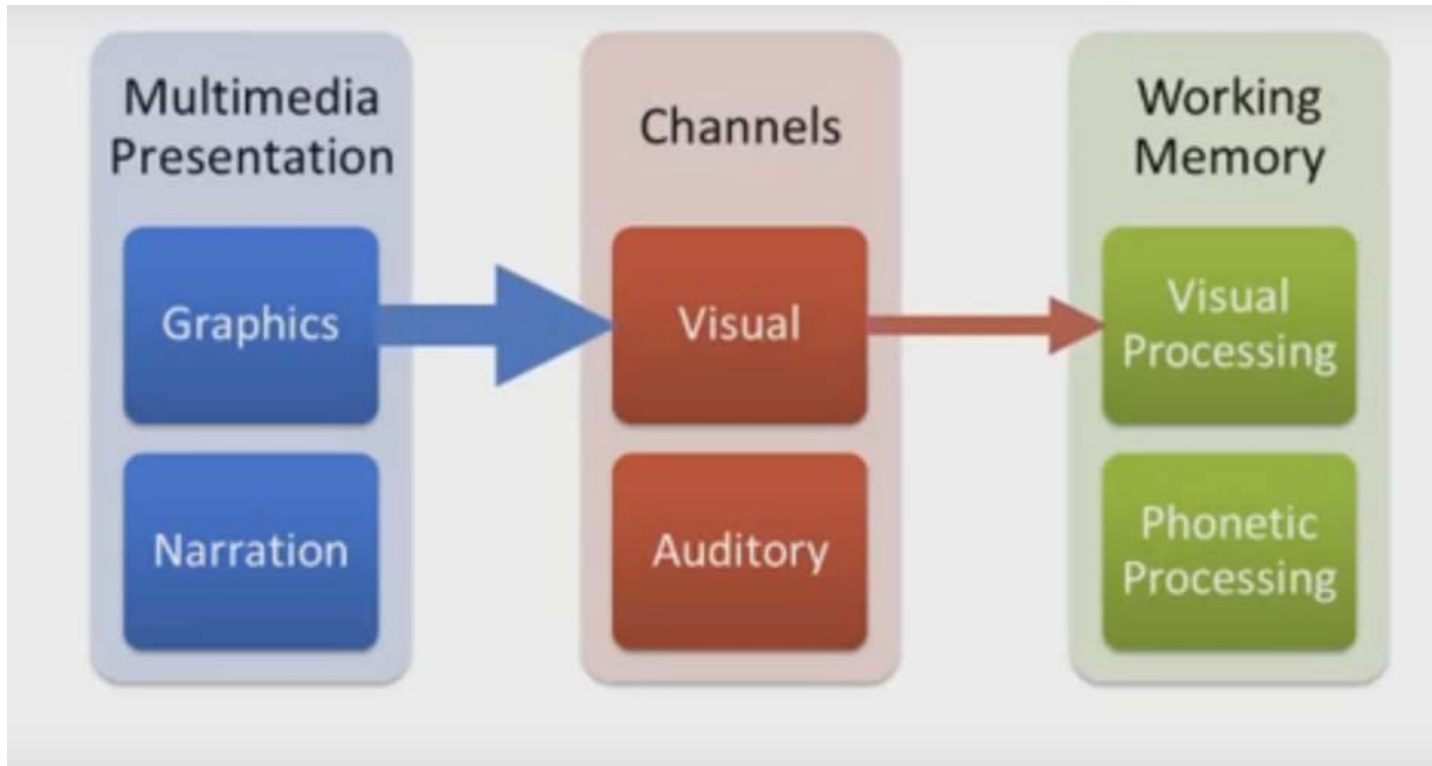 Multimedia
Presentation
Graphics
Narration
Channels
Visual
Auditory
Working
Memory
Visual
Processing
Phonetic
Processing